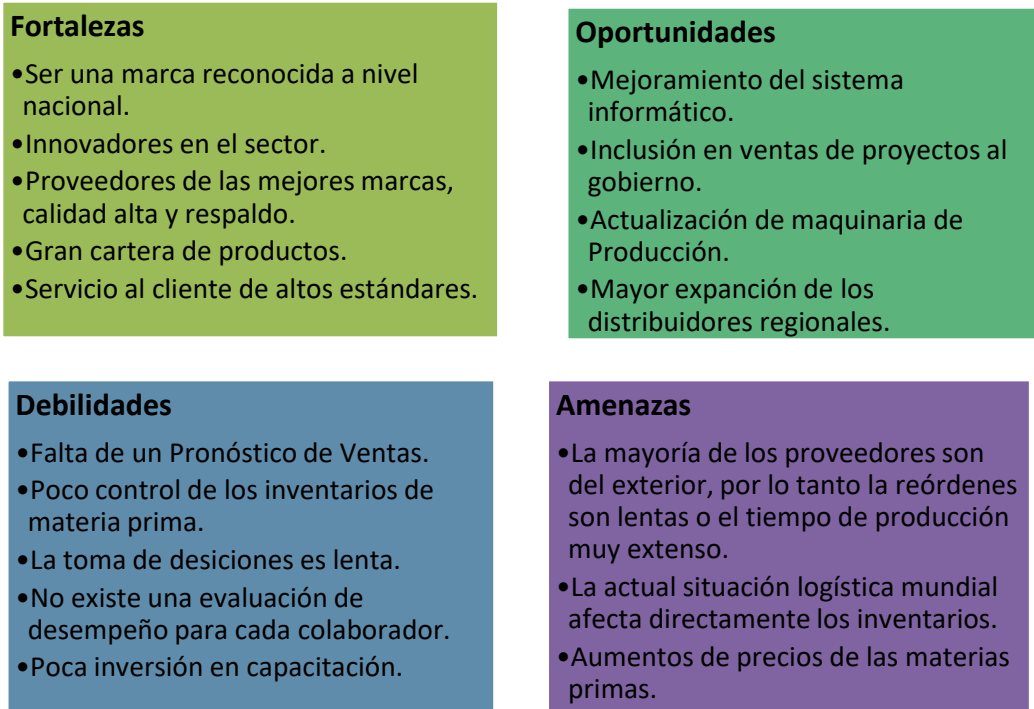 Fortalezas
•Ser una marca reconocida a nivel
nacional.
•Innovadores en el sector.
•Proveedores de las mejores marcas,
calidad alta y respaldo.
•Gran cartera de productos.
•Servicio al cliente de altos estándares.
Oportunidades
•Mejoramiento del sistema
informático.
•Inclusión en ventas de proyectos al
gobierno.
•Actualización de maquinaria de
Producción.
•Mayor expanción de los
distribuidores regionales.
Debilidades
•Falta de un Pronóstico de Ventas.
•Poco control de los inventarios de
materia prima.
•La toma de desiciones es lenta.
•No existe una evaluación de
desempeño para cada colaborador.
•Poca inversión en capacitación.
Amenazas
•La mayoría de los proveedores son
del exterior, por lo tanto la reórdenes
son lentas o el tiempo de producción
muy extenso.
•La actual situación logística mundial
afecta directamente los inventarios.
•Aumentos de precios de las materias
primas.